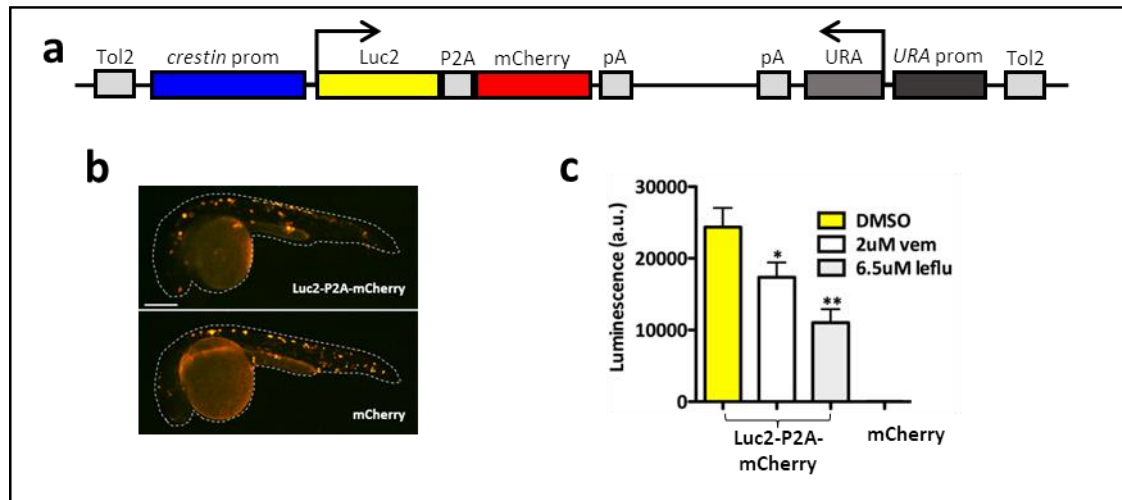 a
Tol2 crestin prom Luc2 P2A mCherry pA pA URA URA prom Tol2
b
Luc2-P2A-mCherry
mCherry
c
Luminescence (a.u.)
30000
20000
10000
0
DMSO
2uM vem
6.5uM leflu
*
**
Luc2-P2A-
mCherry
mCherry